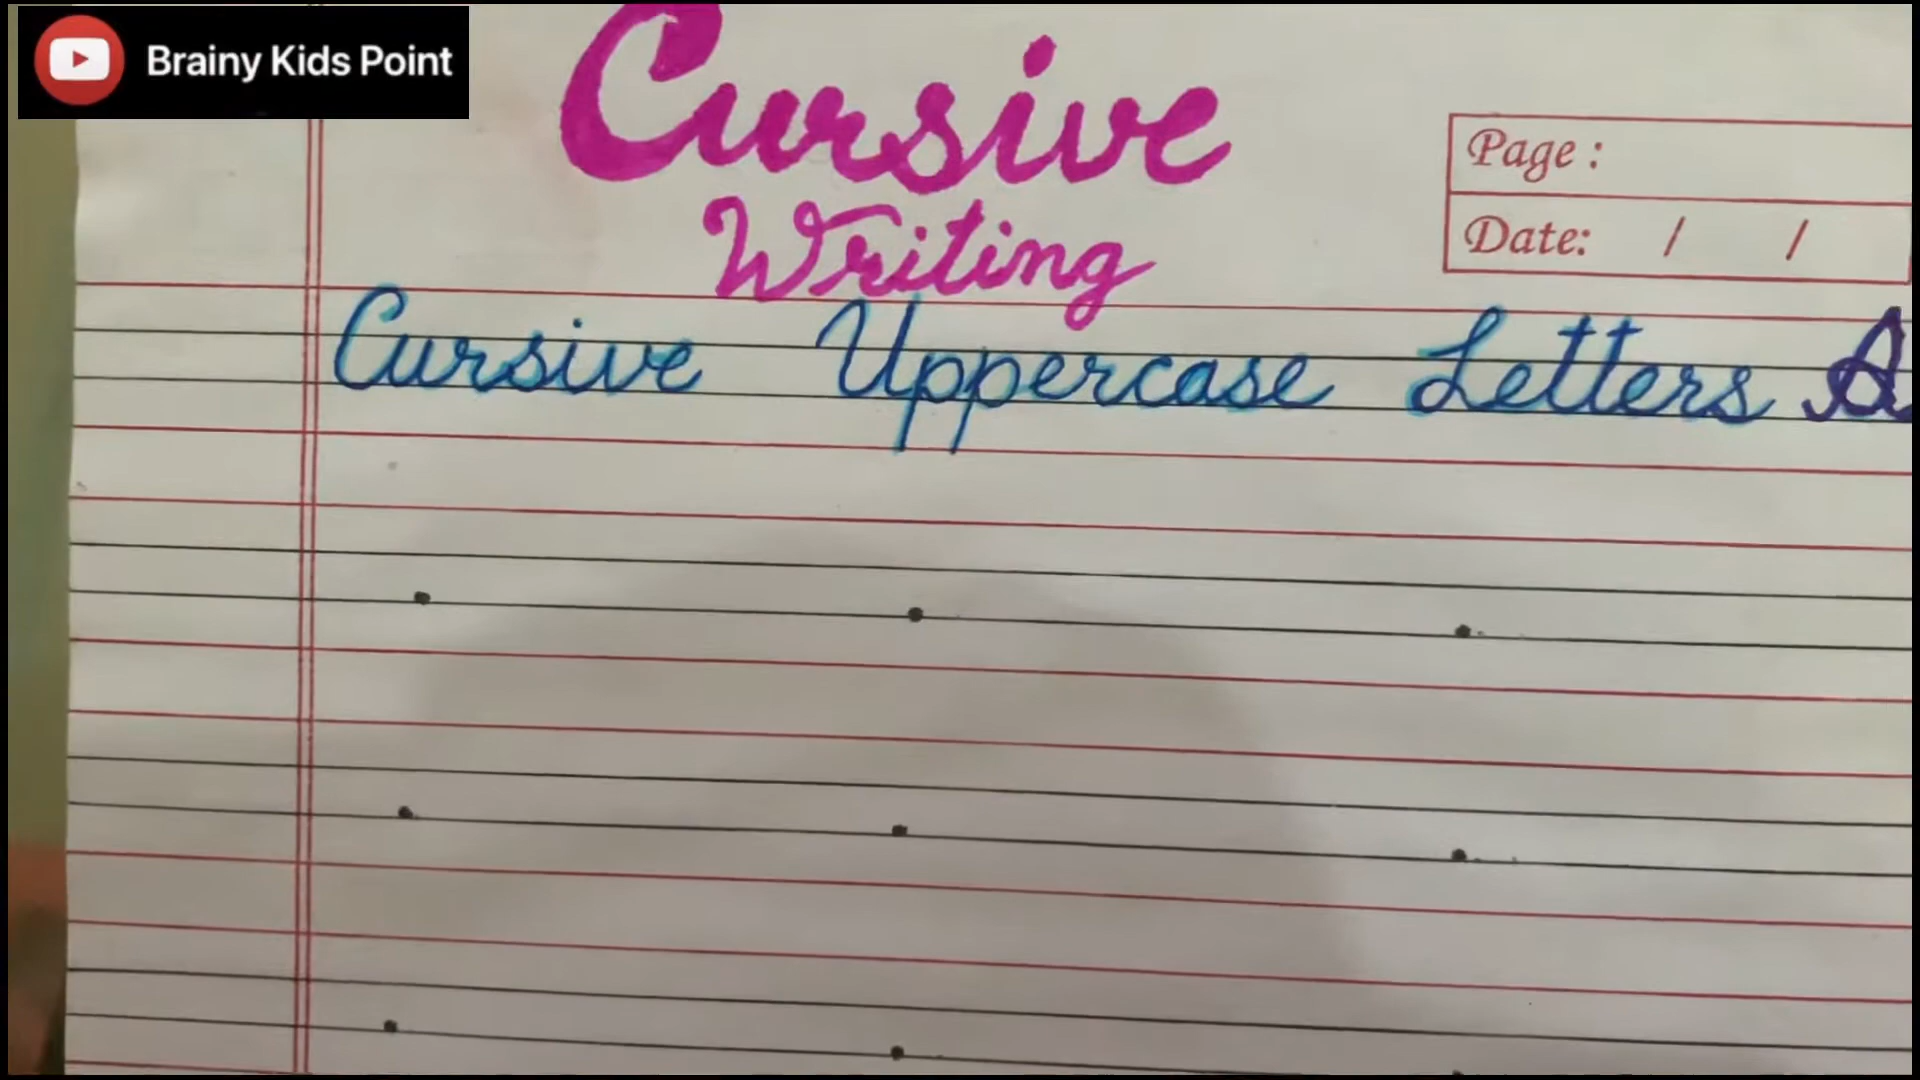 Brainy Kids Point
Cursive
Writing
Page :
Date: / /
Cursive Uppercase Letters A